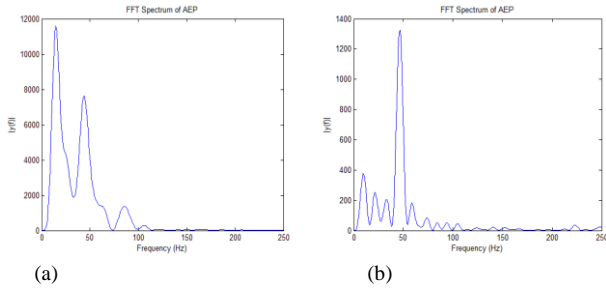 FFT Spectrum of AEP
12000
10000
8000
6000
4000
2000
0
|y(f)|
0 50 100 150 200 250
Frequency (Hz)
(a)
FFT Spectrum of AEP
1400
1200
1000
800
600
400
200
0
|y(f)|
0 50 100 150 200 250
Frequency (Hz)
(b)